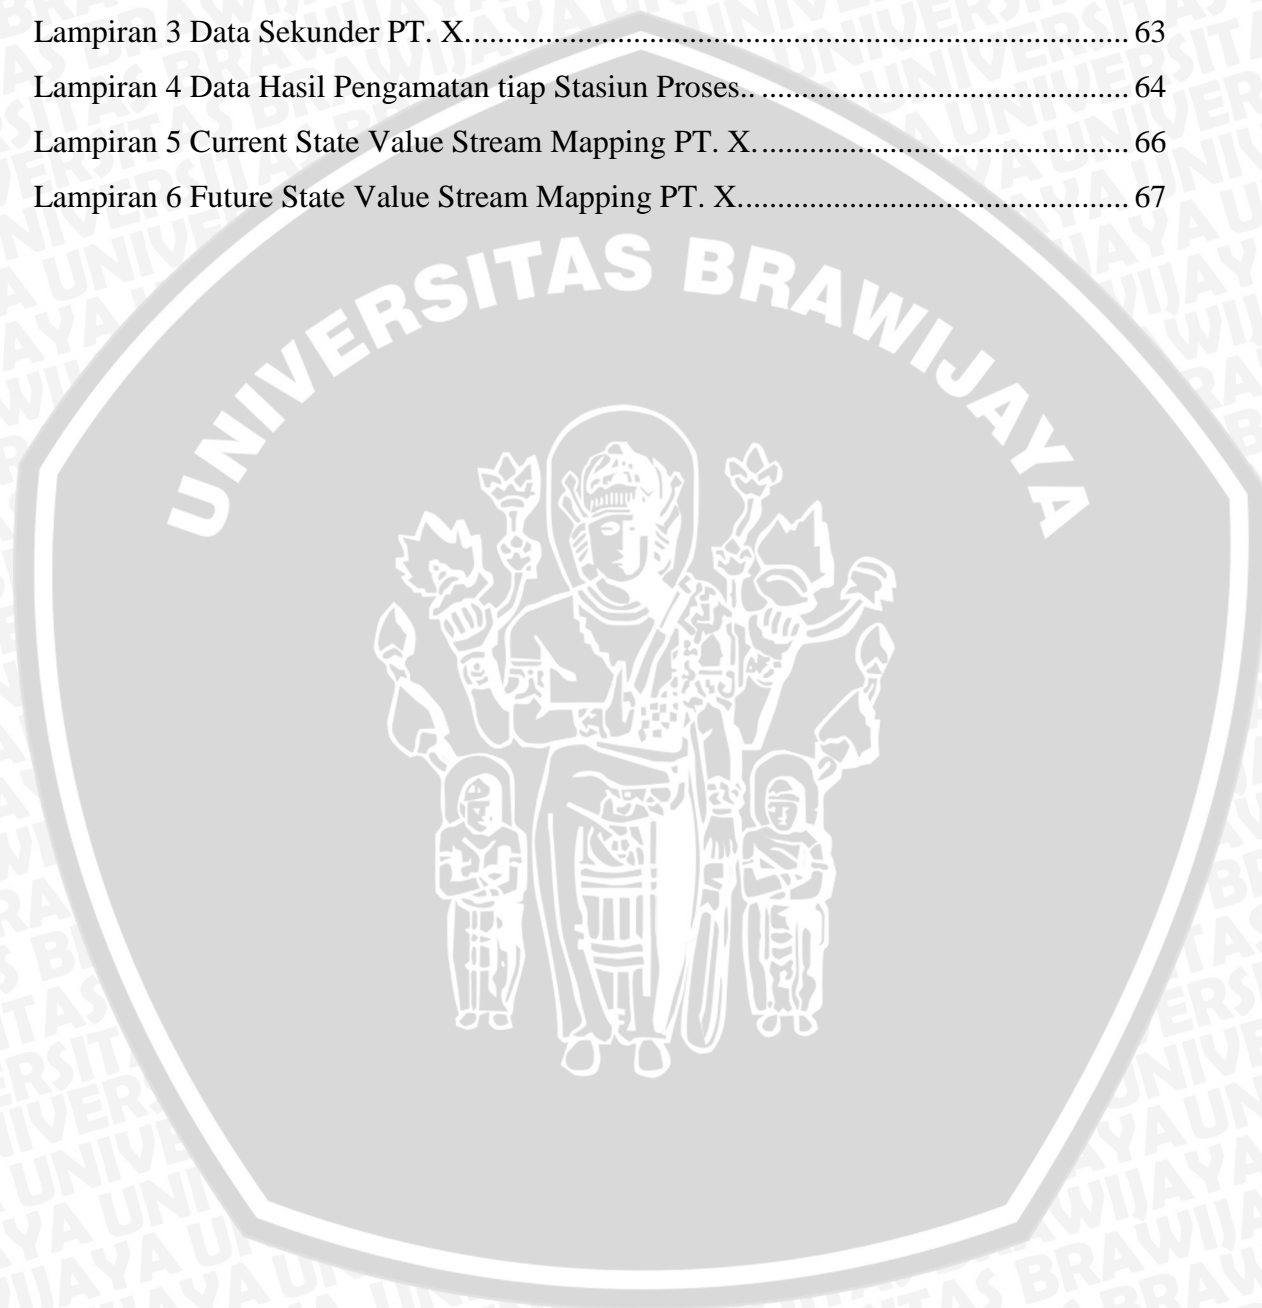 Lampiran 3 Data Sekunder PT. X.................................................................................... 63
Lampiran 4 Data Hasil Pengamatan tiap Stasiun Proses.. ............................................... 64
Lampiran 5 Current State Value Stream Mapping PT. X................................................ 66
Lampiran 6 Future State Value Stream Mapping PT. X.................................................. 67
UNIVERSITAS BRAWIJAYA